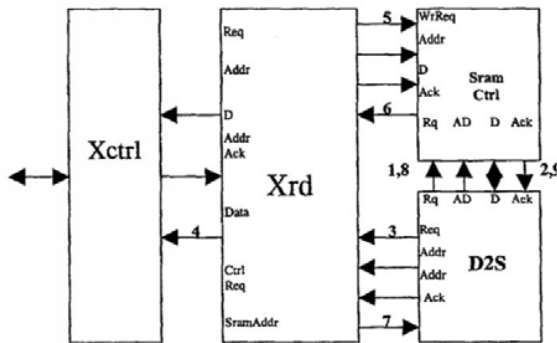 Xctrl
Req
Addr
D
Addr
Ack
Xrd
Data
4
Ctrl
Req
SramAddr
5
6
3
7
WrReq
Addr
D
Ack
Sram
Ctrl
Rq AD D Ack
1,8
2,9
Rq AD D Ack
Req
Addr
Addr
Ack
D2S